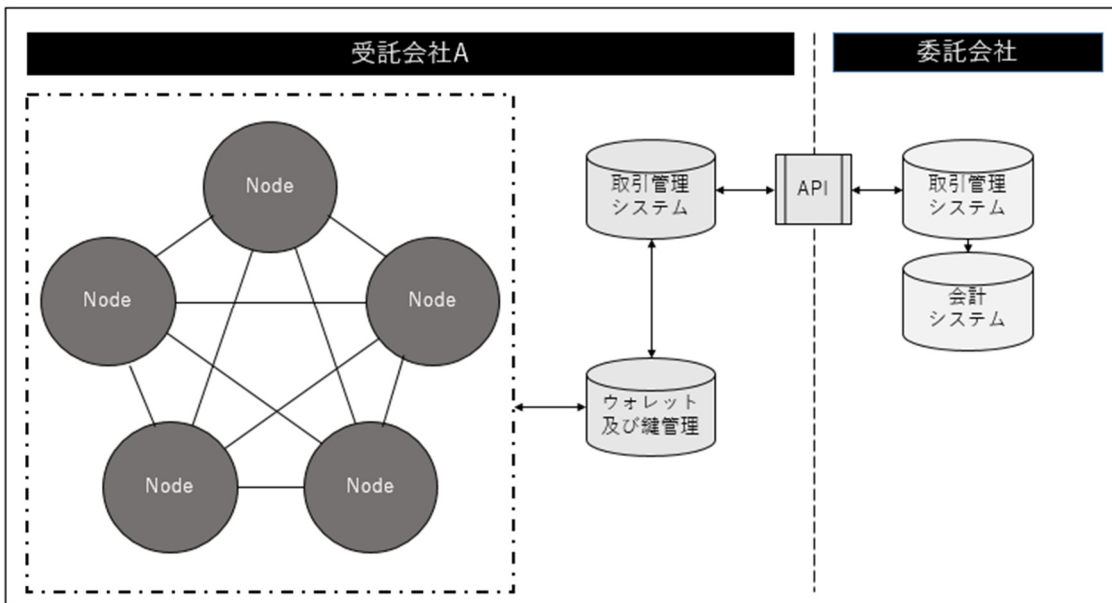 受託会社A
委託会社
Node
Node
Node
Node
Node
取引管理
システム
API
取引管理
システム
会計
システム
ウォレット
及び鍵管理